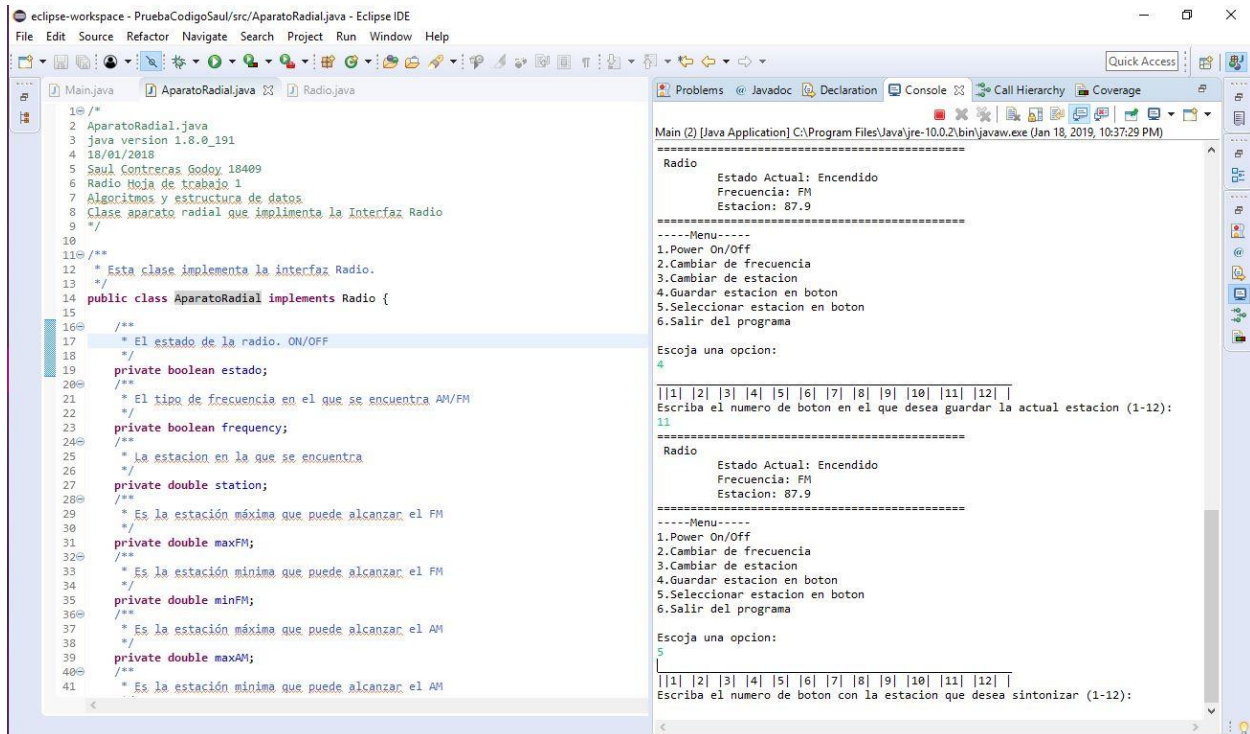 eclipse-workspace - PruebaCodigoSaul/src/AparatoRadial.java - Eclipse IDE
File Edit Source Refactor Navigate Search Project Run Window Help
Quick Access
Main.java AparatoRadial.java Radio.java
1 /*
2 AparatoRadial.java
3 java version 1.8.0_191
4 18/01/2018
5 Saul Contreras Godoy 18409
6 Radio Hoja de trabajo 1
7 Algoritmos y estructura de datos
8 Clase aparato radial que implimenta la Interfaz Radio
9 */
10
11 /**
12 * Esta clase implementa la interfaz Radio.
13 */
14 public class AparatoRadial implements Radio {
15
16 /**
17 * El estado de la radio. ON/OFF
18 */
19 private boolean estado;
20 /**
21 * El tipo de frecuencia en el que se encuentra AM/FM
22 */
23 private boolean frequency;
24 /**
25 * La estacion en la que se encuentra
26 */
27 private double station;
28 /**
29 * Es la estación máxima que puede alcanzar el FM
30 */
31 private double maxFM;
32 /**
33 * Es la estación minima que puede alcanzar el FM
34 */
35 private double minFM;
36 /**
37 * Es la estación máxima que puede alcanzar el AM
38 */
39 private double maxAM;
40 /**
41 * Es la estación minima que puede alcanzar el AM
Problems @ Javadoc Declaration Console Call Hierarchy Coverage
Main (2) [Java Application] C:\Program Files\Java\jre-10.0.2\bin\javaw.exe (Jan 18, 2019, 10:37:29 PM)
==============================================
Radio
Estado Actual: Encendido
Frecuencia: FM
Estacion: 87.9
==============================================
-----Menu-----
1.Power On/Off
2.Cambiar de frecuencia
3.Cambiar de estacion
4.Guardar estacion en boton
5.Seleccionar estacion en boton
6.Salir del programa
Escoja una opcion:
4
||1| |2| |3| |4| |5| |6| |7| |8| |9| |10| |11| |12| |
Escriba el numero de boton en el que desea guardar la actual estacion (1-12):
11
==============================================
Radio
Estado Actual: Encendido
Frecuencia: FM
Estacion: 87.9
==============================================
-----Menu-----
1.Power On/Off
2.Cambiar de frecuencia
3.Cambiar de estacion
4.Guardar estacion en boton
5.Seleccionar estacion en boton
6.Salir del programa
Escoja una opcion:
5
||1| |2| |3| |4| |5| |6| |7| |8| |9| |10| |11| |12| |
Escriba el numero de boton con la estacion que desea sintonizar (1-12):